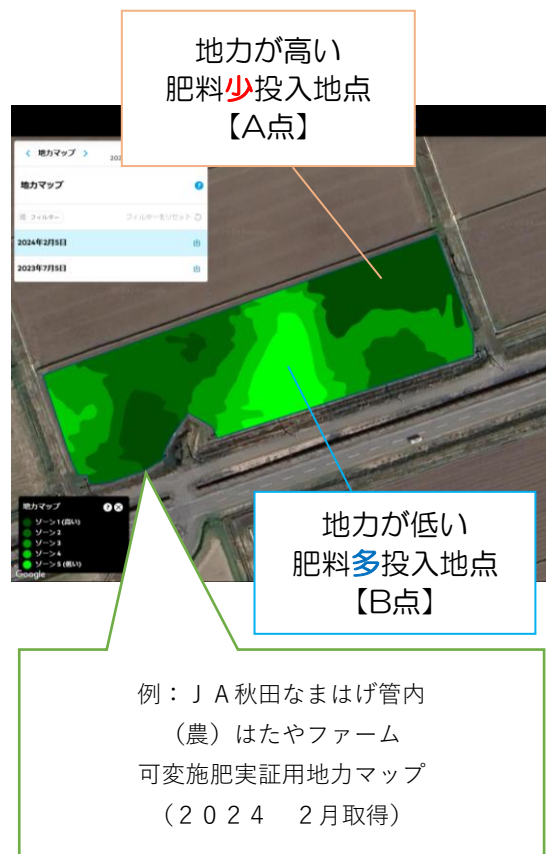 地力が高い
肥料少投入地点
【A点】
< 地力マップ >
地力マップ
?
フィルター
フィルターをリセット
2024年2月5日
2023年7月5日
地力マップ
?
ゾーン1(高い)
ゾーン2
ゾーン3
ゾーン4
ゾーン5(低い)
Google
地力が低い
肥料多投入地点
【B点】
例:JA秋田なまはげ管内
(農)はたやファーム
可変施肥実証用地力マップ
(2024 2月取得)